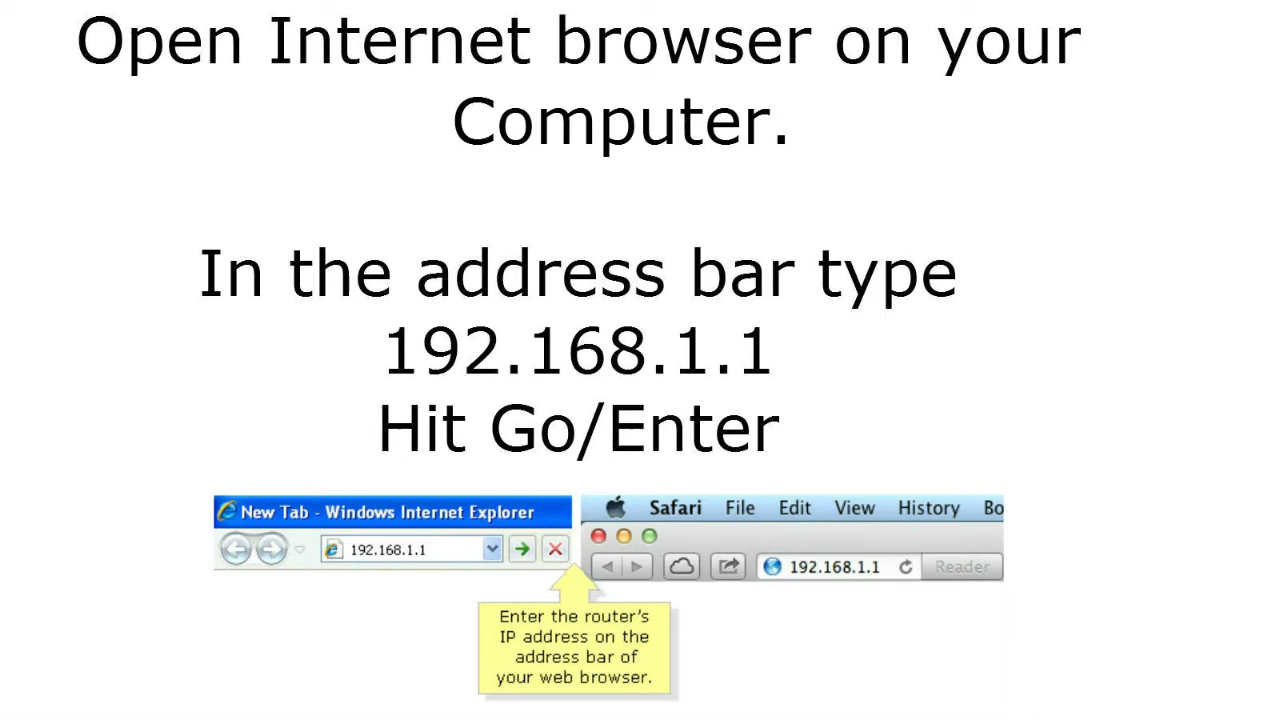 Open Internet browser on your
Computer.
In the address bar type
192.168.1.1
Hit Go/Enter
New Tab - Windows Internet Explorer
Safari File Edit View History Bo
192.168.1.1
192.168.1.1 Reader
Enter the router's
IP address on the
address bar of
your web browser.